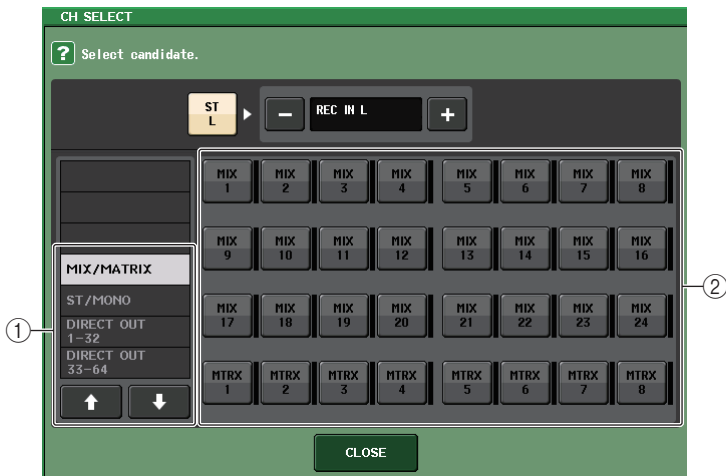 CH SELECT
? Select candidate.
ST
L
−
REC IN L
+
MIX/MATRIX
ST/MONO
DIRECT OUT
1-32
DIRECT OUT
33-64
MIX
1
MIX
2
MIX
3
MIX
4
MIX
5
MIX
6
MIX
7
MIX
8
MIX
9
MIX
10
MIX
11
MIX
12
MIX
13
MIX
14
MIX
15
MIX
16
MIX
17
MIX
18
MIX
19
MIX
20
MIX
21
MIX
22
MIX
23
MIX
24
MTRX
1
MTRX
2
MTRX
3
MTRX
4
MTRX
5
MTRX
6
MTRX
7
MTRX
8
CLOSE
①
②